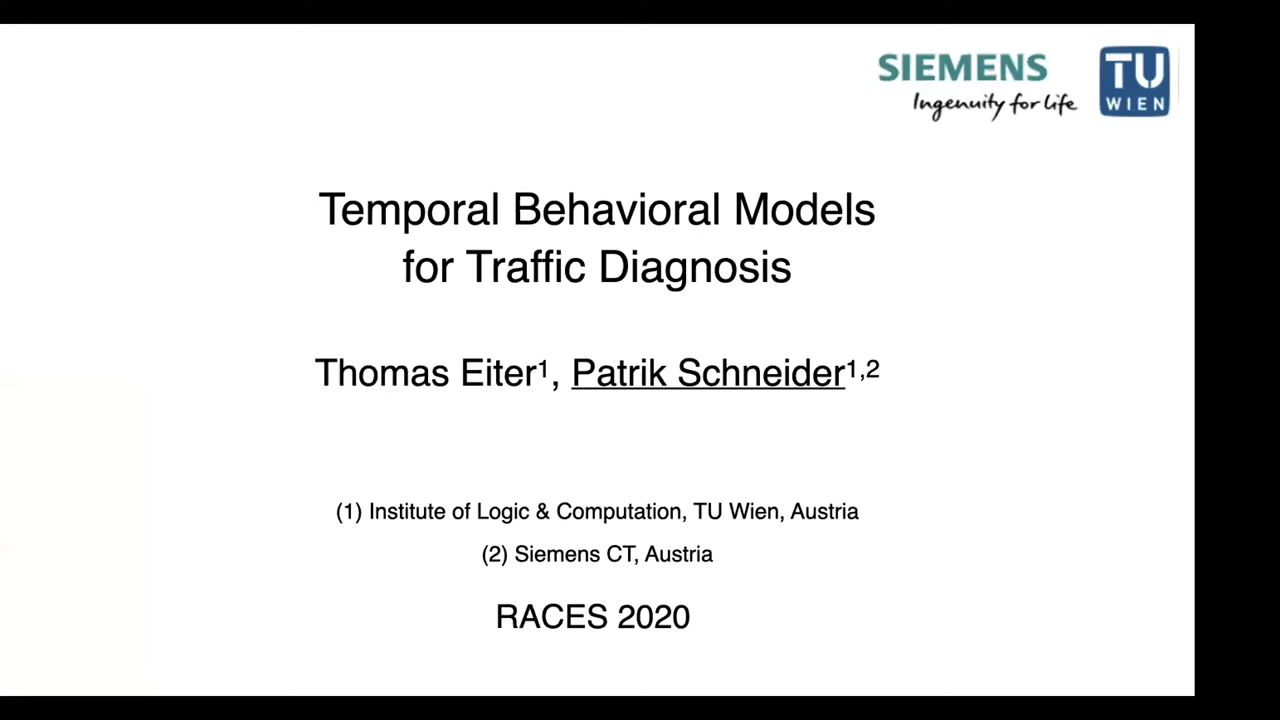 SIEMENS
Ingenuity for life
TU
WIEN
Temporal Behavioral Models
for Traffic Diagnosis
Thomas Eiter¹, Patrik Schneider¹,²
(1) Institute of Logic & Computation, TU Wien, Austria
(2) Siemens CT, Austria
RACES 2020